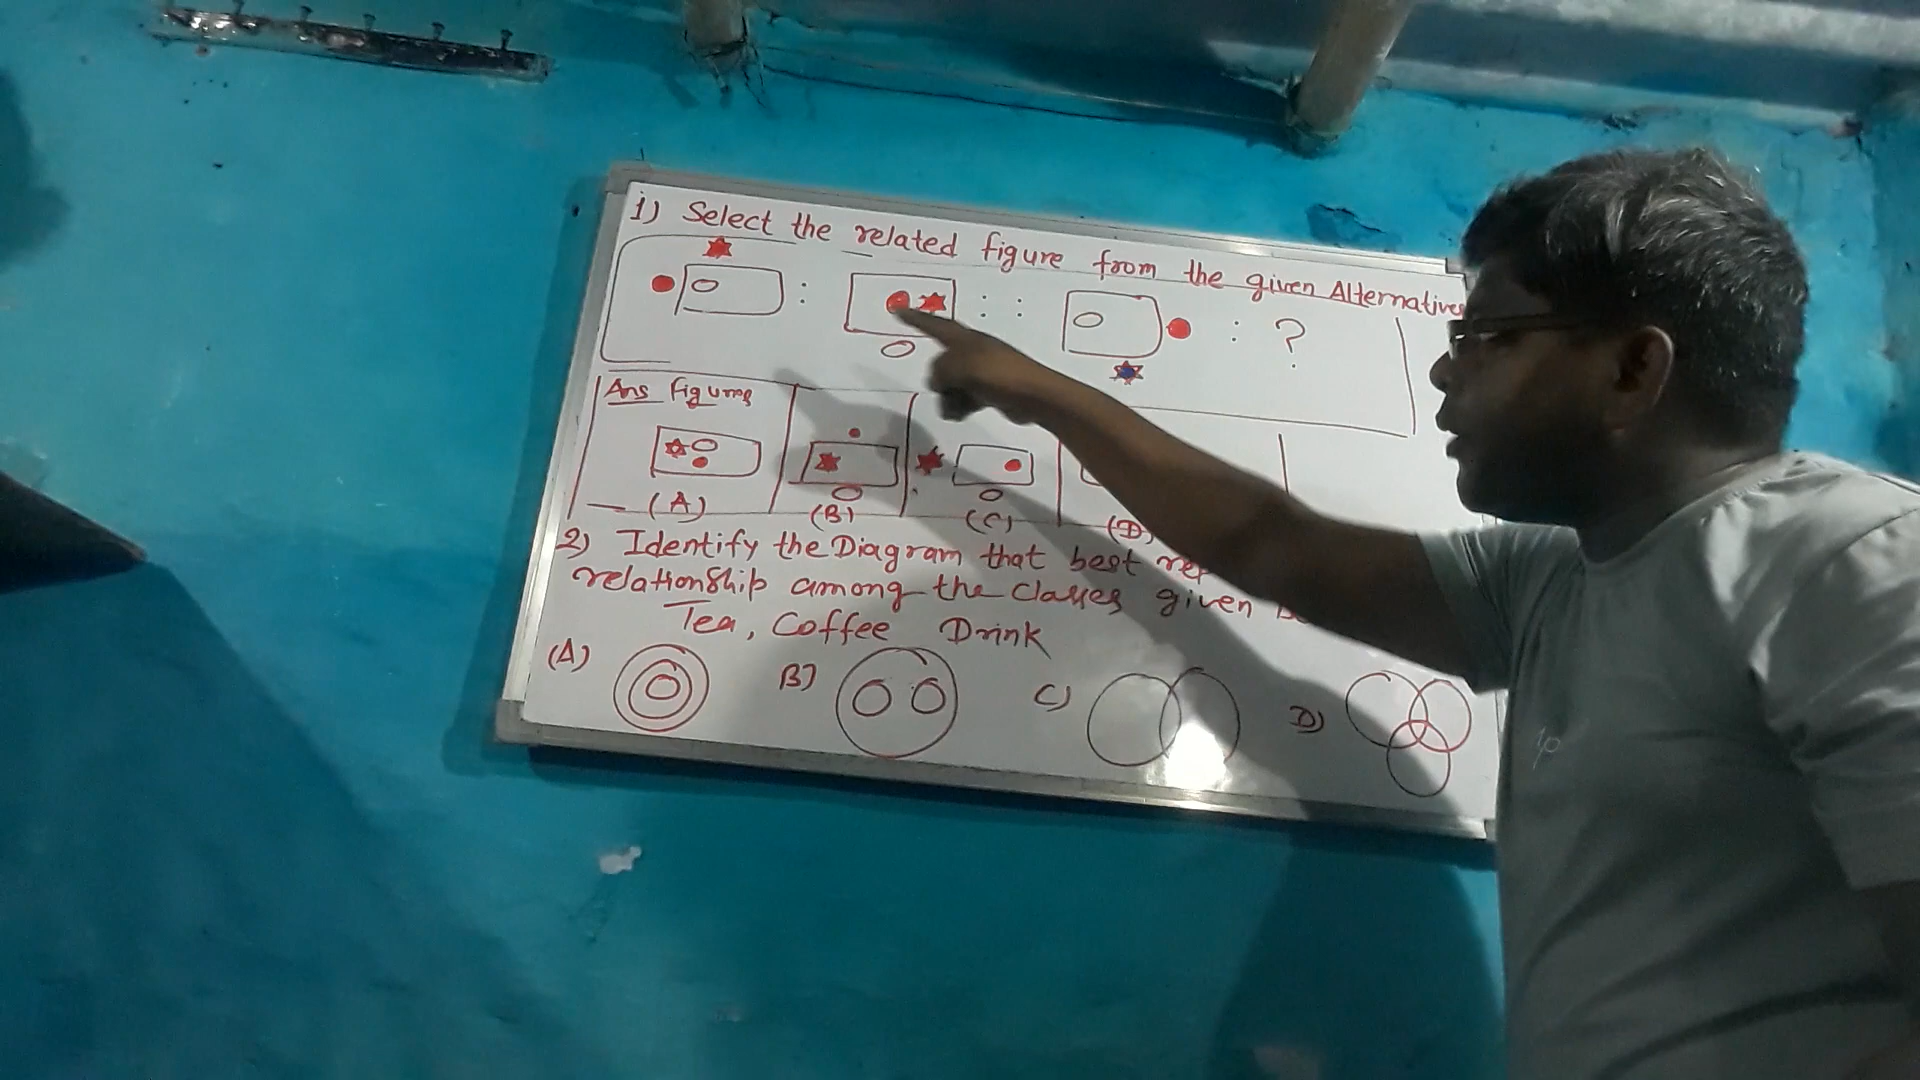 1) Select the related figure from the given Alternatives
: : : : ?
Ans figures
(A) (B) (C) (D)
2) Identify the Diagram that best
relationship among the classes given
Tea, Coffee Drink
(A) B) C) D)